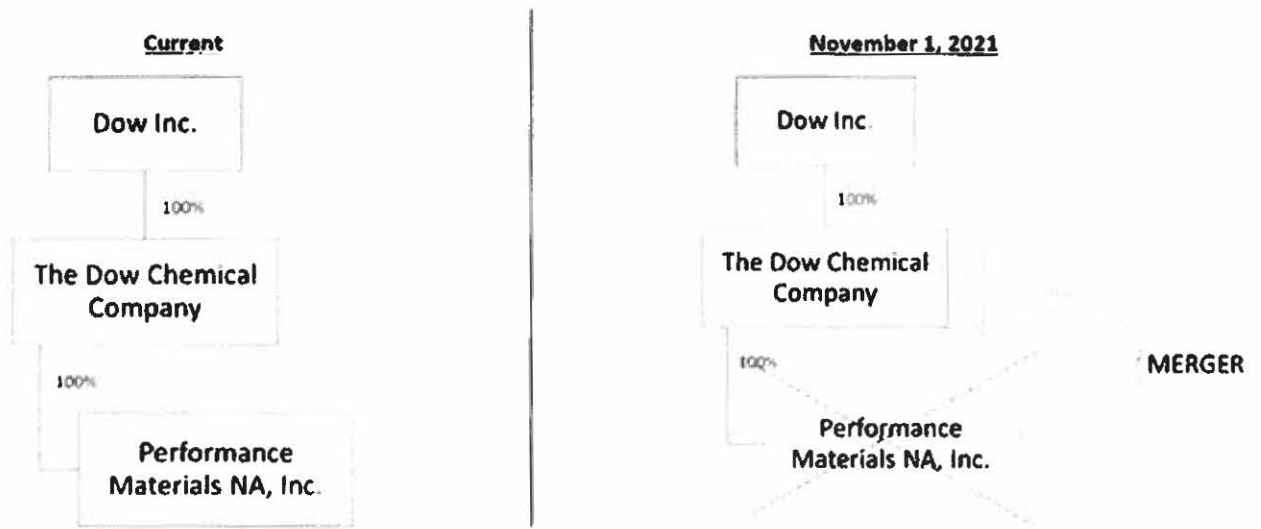 Current
Dow Inc.
100%
The Dow Chemical
Company
100%
Performance
Materials NA, Inc.
November 1, 2021
Dow Inc.
100%
The Dow Chemical
Company
100%
MERGER
Performance
Materials NA, Inc.